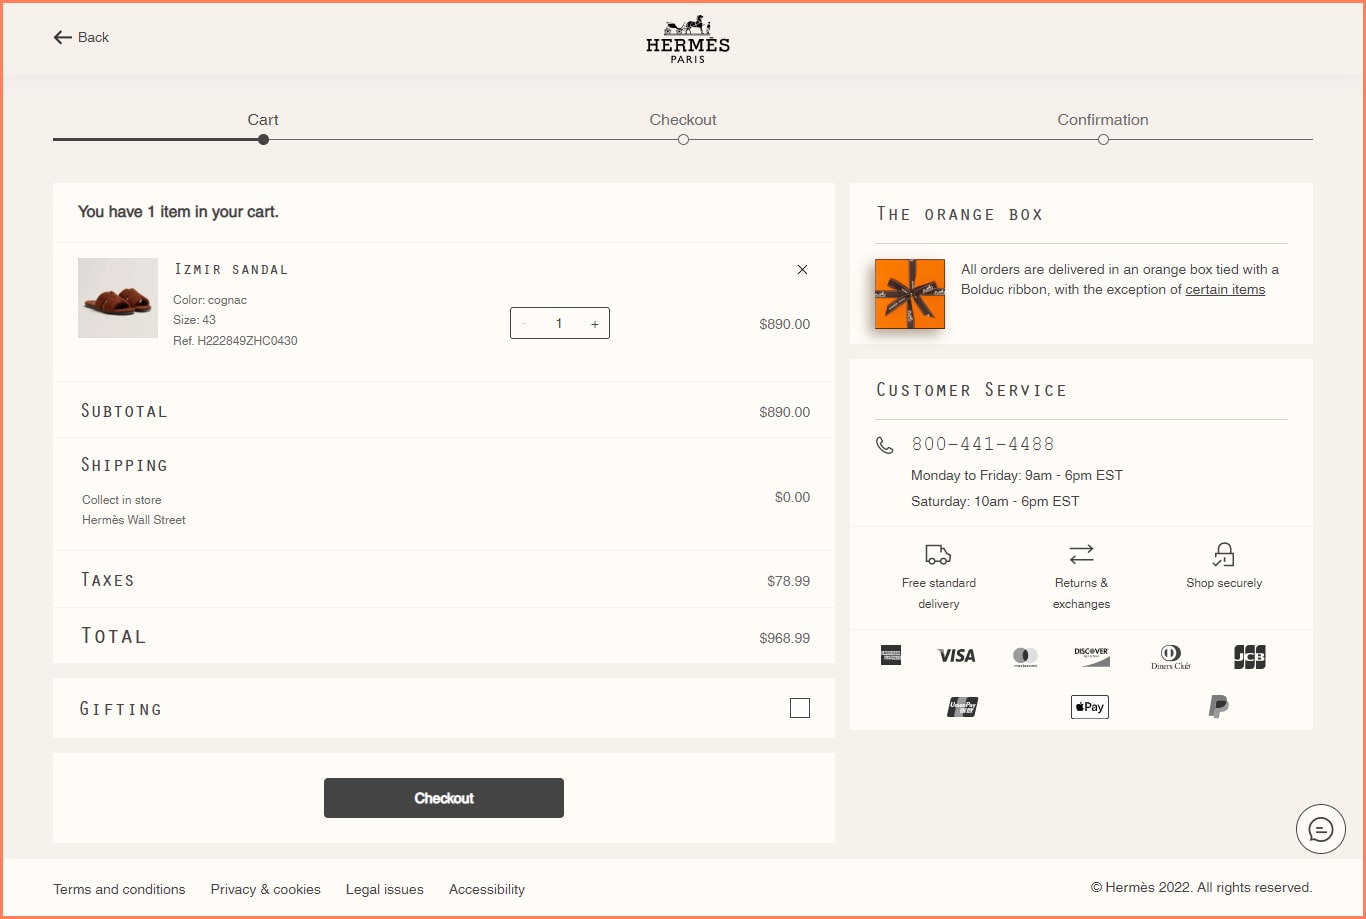 Back
HERMÈS
PARIS
Cart
Checkout
Confirmation
You have 1 item in your cart.
Izmir sandal
Color: cognac
Size: 43
Ref. H222849ZHC0430
- 1 +
$890.00
Subtotal
$890.00
Shipping
Collect in store
Hermès Wall Street
$0.00
Taxes
$78.99
Total
$968.99
Gifting
Checkout
The orange box
All orders are delivered in an orange box tied with a
Bolduc ribbon, with the exception of certain items
Customer Service
800-441-4488
Monday to Friday: 9am - 6pm EST
Saturday: 10am - 6pm EST
Free standard
delivery
Returns &
exchanges
Shop securely
VISA
DISCOVER
Diners Club
JCB
UnionPay
Pay
Terms and conditions
Privacy & cookies
Legal issues
Accessibility
© Hermès 2022. All rights reserved.